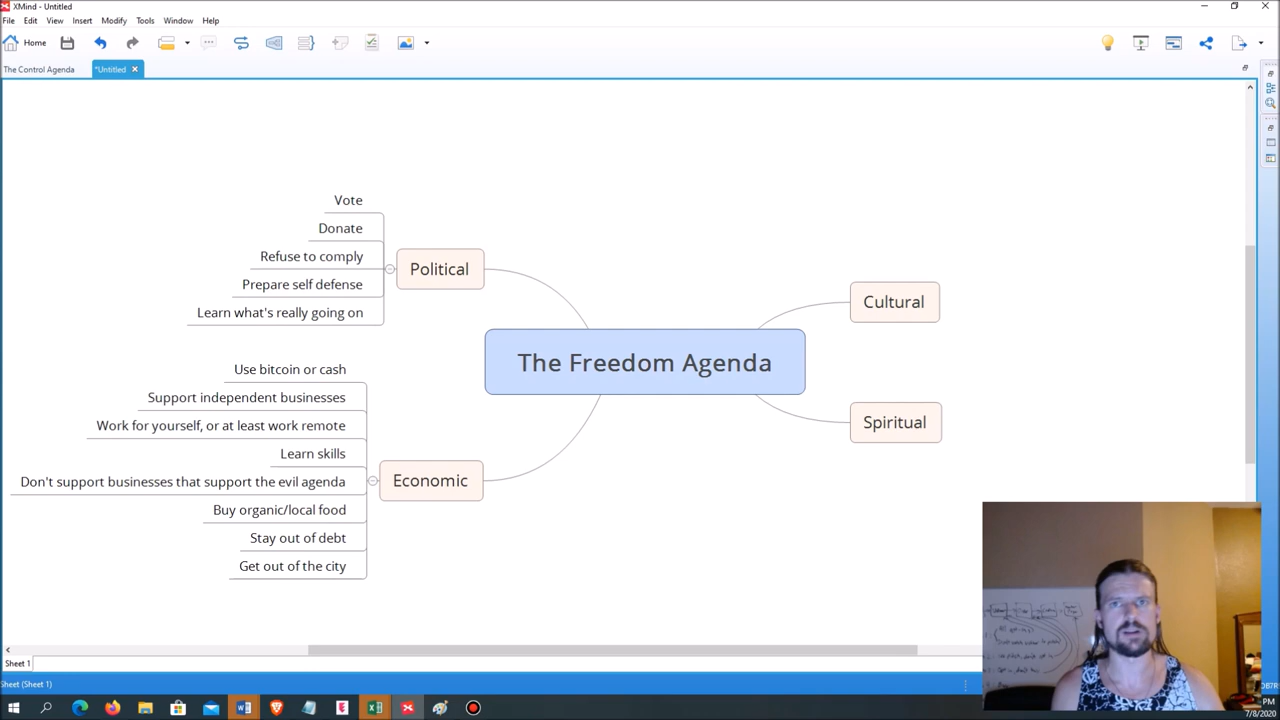 XMind - Untitled
File Edit View Insert Modify Tools Window Help
Home
The Control Agenda *Untitled
Vote
Donate
Refuse to comply
Prepare self defense
Learn what's really going on
Political
Use bitcoin or cash
Support independent businesses
Work for yourself, or at least work remote
Learn skills
Don't support businesses that support the evil agenda
Buy organic/local food
Stay out of debt
Get out of the city
Economic
The Freedom Agenda
Cultural
Spiritual
Sheet 1
Sheet (Sheet 1)
PM
7/8/2020